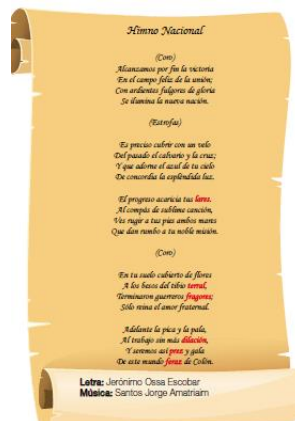 Himno Nacional
(Coro)
Alcanzamos por fin la victoria
En el campo feliz de la unión;
Con ardientes fulgores de gloria
Se ilumina la nueva nación.
(Estrofas)
Es preciso cubrir con un velo
Del pasado el calvario y la cruz;
Y que adorne el azul de tu cielo
De concordia la espléndida luz.
El progreso acaricia tus lares.
Al compás de sublime canción,
Ves rugir a tus pies ambos mares
Que dan rumbo a tu noble misión.
(Coro)
En tu suelo cubierto de flores
A los besos del tibio terral,
Terminaron guerreros fragores;
Sólo reina el amor fraternal.
Adelante la pica y la pala,
Al trabajo sin más dilación,
Y seremos así prez y gala
De este mundo feraz de Colón.
Letra: Jerónimo Ossa Escobar
Música: Santos Jorge Amatriaim